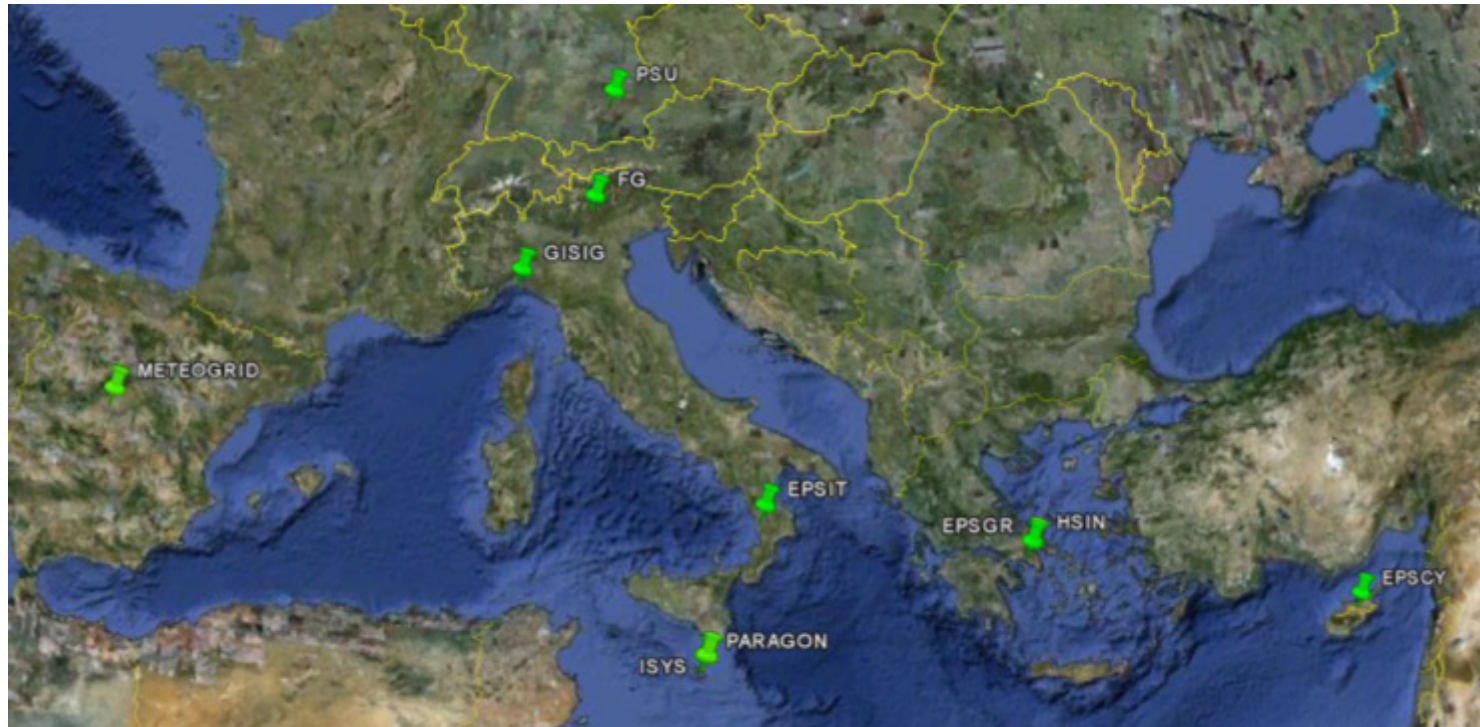 PSU
FG
GISIG
METEOGRID
EPSIT
EPSGR HSIN
EPSCY
PARAGON
ISYS